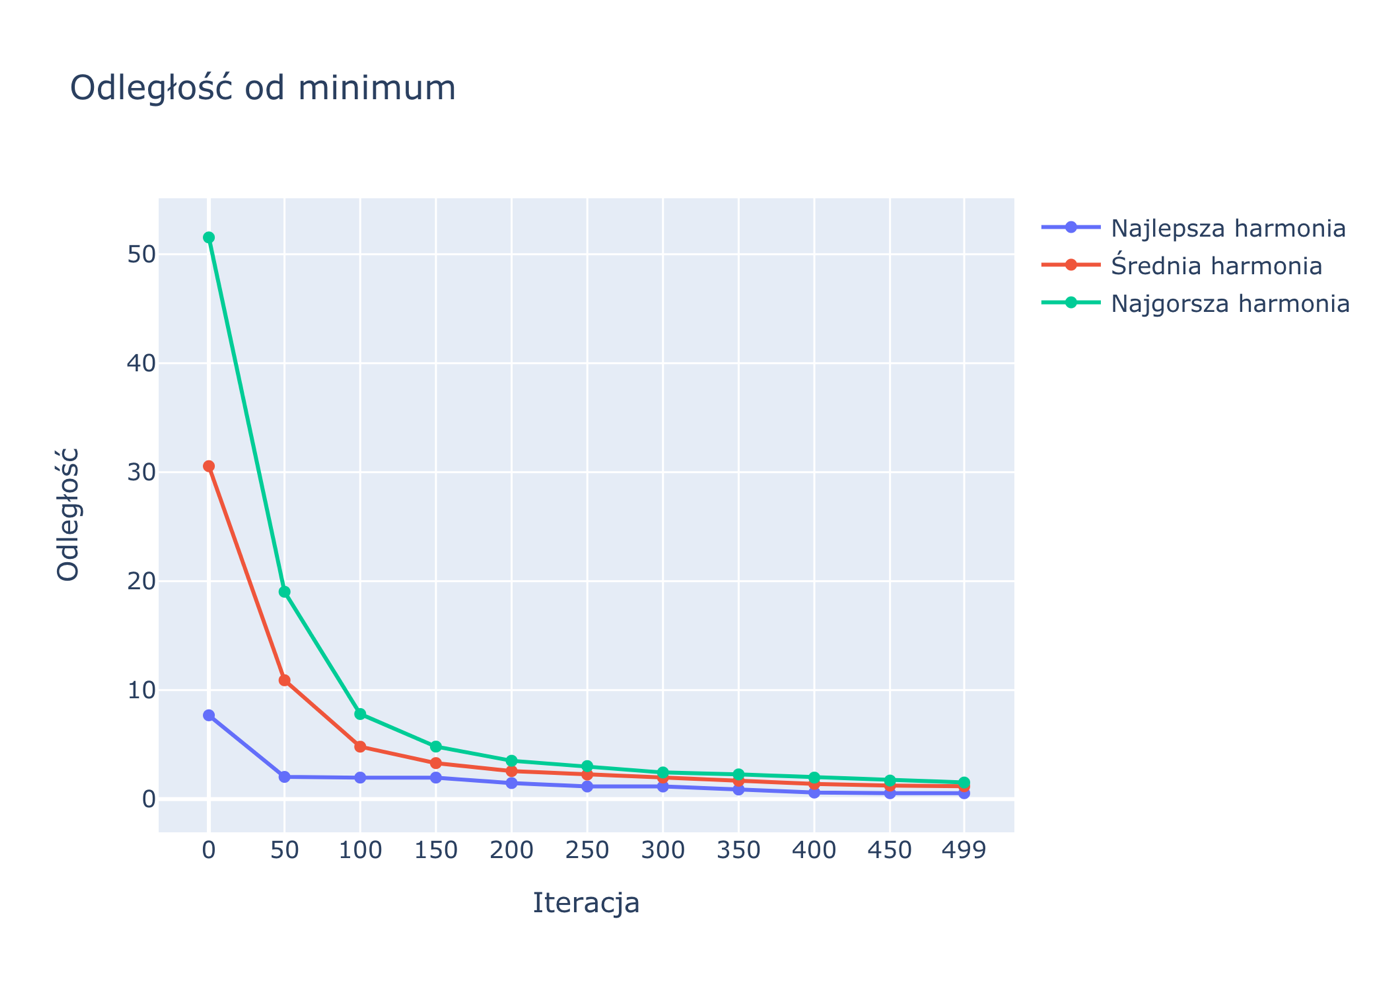 Odległość od minimum
Najlepsza harmonia
Średnia harmonia
Najgorsza harmonia
Odległość
50
40
30
20
10
0
0 50 100 150 200 250 300 350 400 450 499
Iteracja